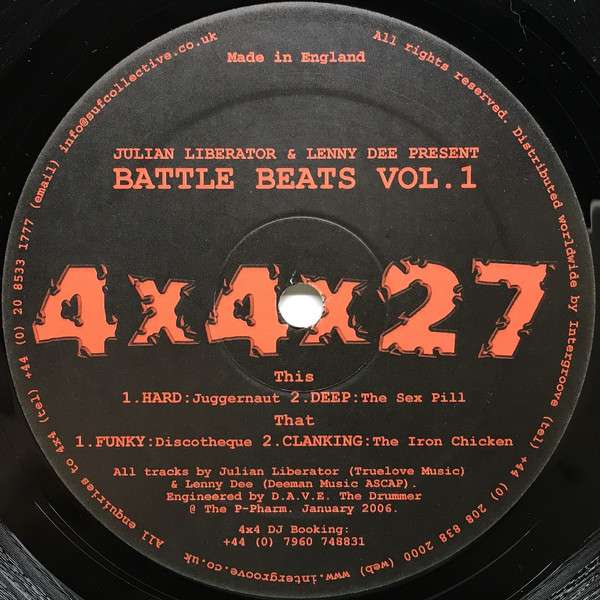 Made in England
JULIAN LIBERATOR & LENNY DEE PRESENT
BATTLE BEATS VOL.1
4x4x27
This
1.HARD:Juggernaut 2.DEEP:The Sex Pill
That
1.FUNKY:Discotheque 2.CLANKING:The Iron Chicken
All tracks by Julian Liberator (Truelove Music)
& Lenny Dee (Deeman Music ASCAP).
Engineered by D.A.V.E. The Drummer
@ The P-Pharm. January 2006.
4x4 DJ Booking:
+44 (0) 7960 748831
All enquiries to 4x4 (tel) +44 (0) 20 8533 1777 (email) info@sufcollective.co.uk
All rights reserved. Distributed worldwide by Intergroove (tel) +44 (0) 208 838 2000 (web) www.intergroove.co.uk